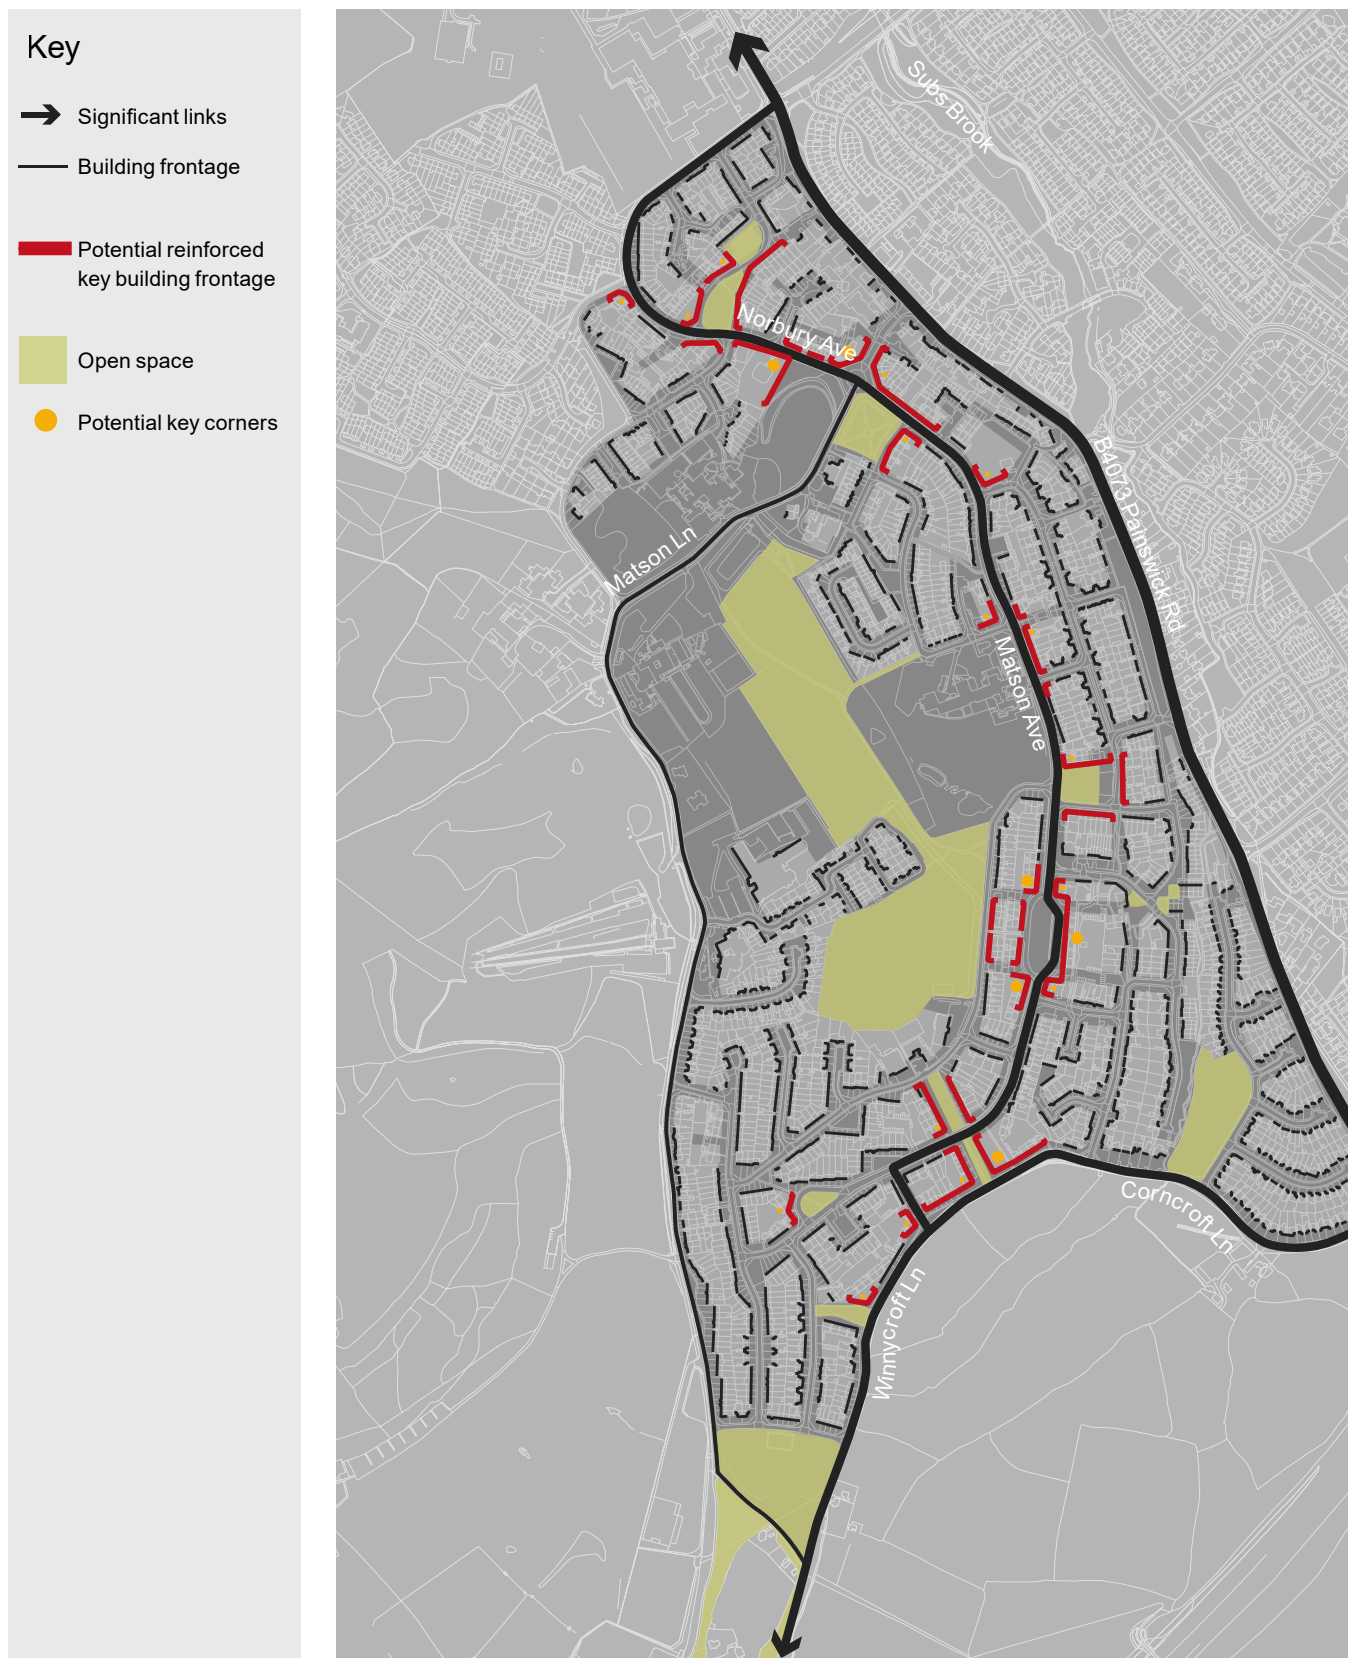 Key
Significant links
Building frontage
Potential reinforced
key building frontage
Open space
Potential key corners
Subs Brook
Norbury Ave
B4073 Painswick Rd
Matson Ln
Matson Ave
Corncroft Ln
Winnycroft Ln